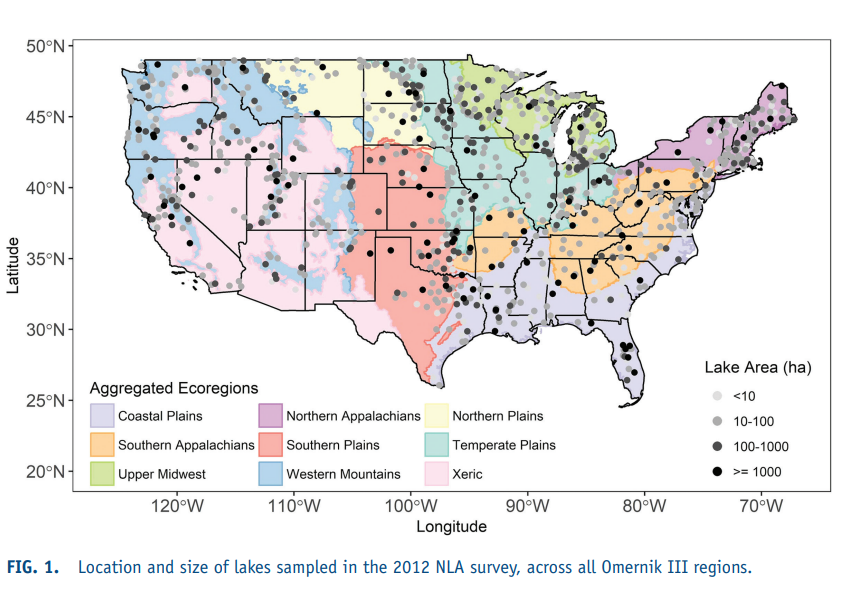 50°N
45°N
40°N
35°N
30°N
25°N
20°N
Latitude
120°W 110°W 100°W 90°W 80°W 70°W
Longitude
Aggregated Ecoregions
Coastal Plains Northern Appalachians Northern Plains
Southern Appalachians Southern Plains Temperate Plains
Upper Midwest Western Mountains Xeric
Lake Area (ha)
<10
10-100
100-1000
>= 1000
FIG. 1. Location and size of lakes sampled in the 2012 NLA survey, across all Omernik III regions.